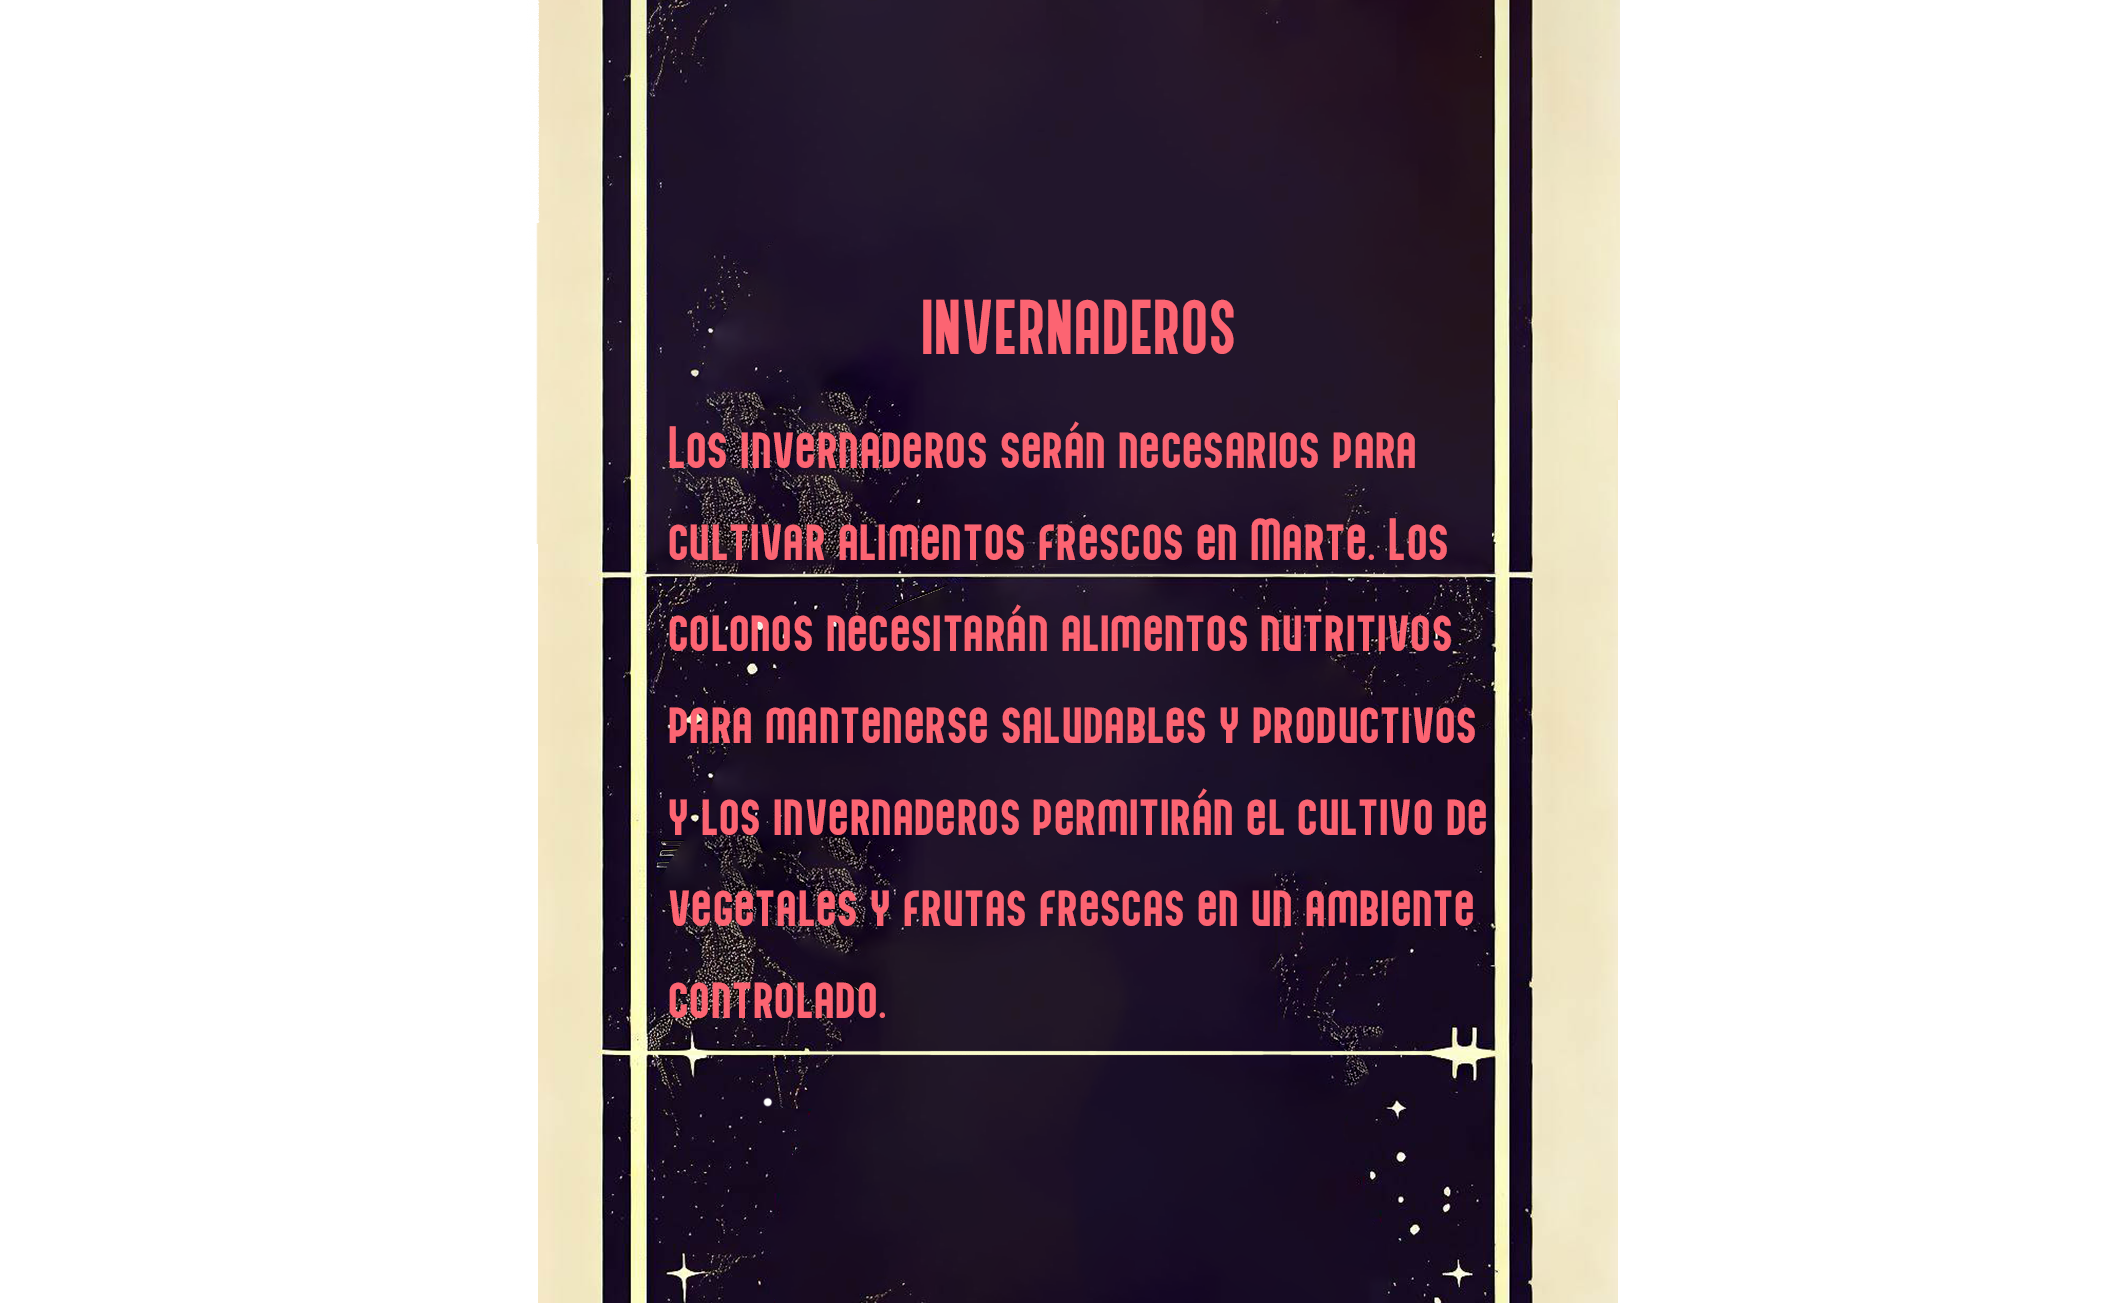 INVERNADEROS
Los invernaderos serán necesarios para
cultivar alimentos frescos en Marte. Los
colonos necesitarán alimentos nutritivos
para mantenerse saludables y productivos
y los invernaderos permitirán el cultivo de
vegetales y frutas frescas en un ambiente
controlado.